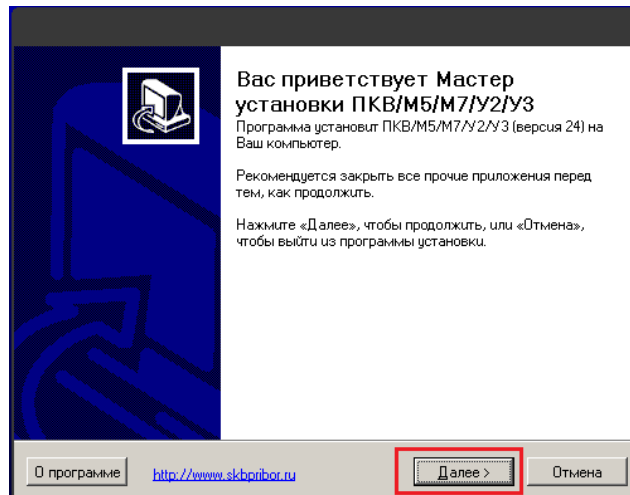 Вас приветствует Мастер
установки ПКВ/М5/М7/У2/У3
Программа установит ПКВ/М5/М7/У2/У3 (версия 24) на
Ваш компьютер.
Рекомендуется закрыть все прочие приложения перед
тем, как продолжить.
Нажмите «Далее», чтобы продолжить, или «Отмена»,
чтобы выйти из программы установки.
О программе
http://www.skbpribor.ru
Далее >
Отмена